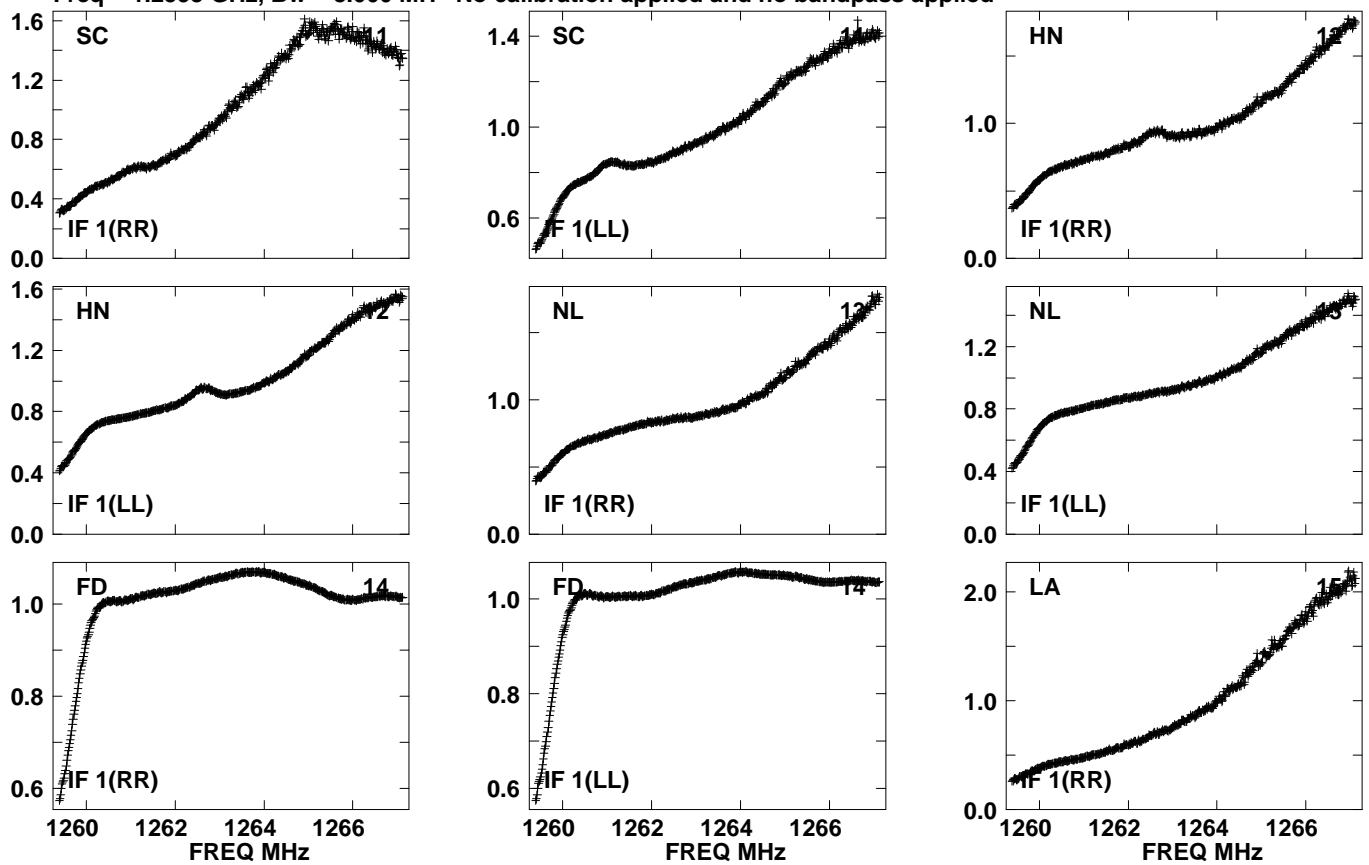 Freq GHz, No calibration applied and no bandpass applied
1.6
SC
11
1.2
0.8
0.4
IF 1(RR)
0.0
1.4
SC
11
1.0
0.6
IF 1(LL)
HN
12
1.0
IF 1(RR)
0.0
1.6
HN
12
1.2
0.8
0.4
IF 1(LL)
0.0
NL
13
1.0
IF 1(RR)
0.0
NL
13
1.2
0.8
0.4
IF 1(LL)
0.0
FD
14
1.0
0.8
IF 1(RR)
0.6
FD
14
1.0
0.8
IF 1(LL)
0.6
2.0
LA
15
1.0
IF 1(RR)
0.0
1260 1262 1264 1266
FREQ MHz
1260 1262 1264 1266
FREQ MHz
1260 1262 1264 1266
FREQ MHz